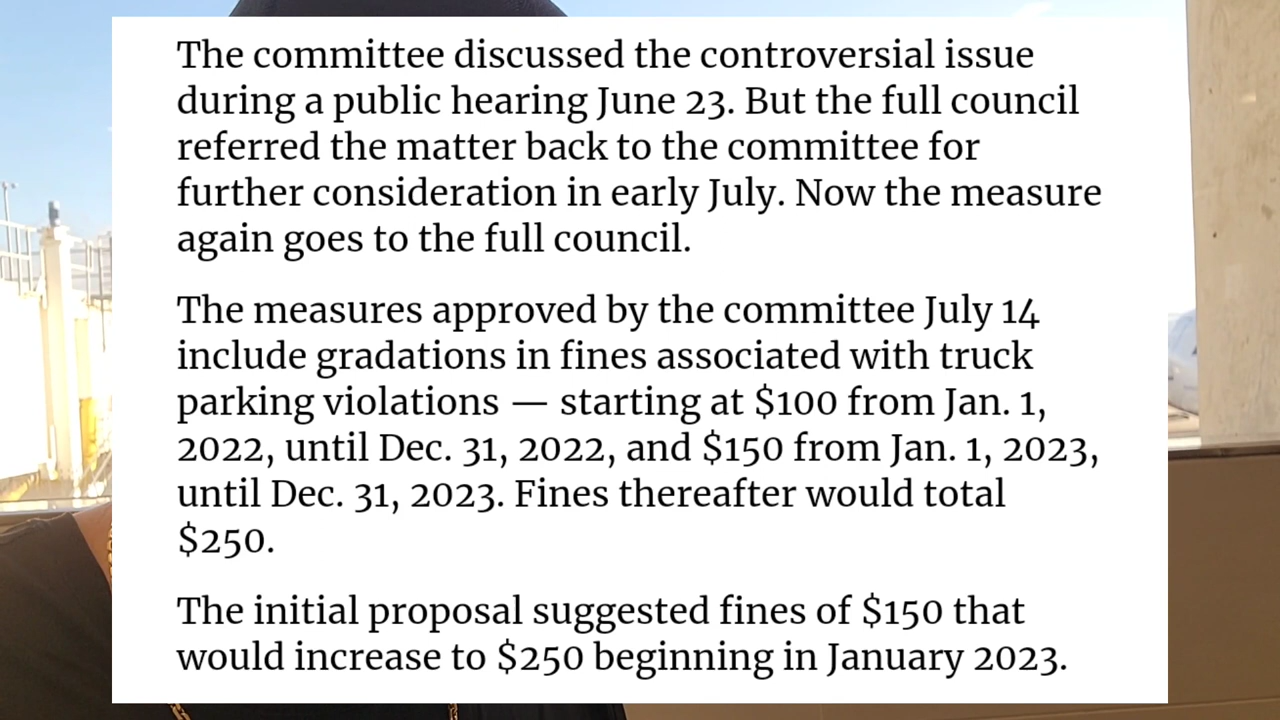 The committee discussed the controversial issue
during a public hearing June 23. But the full council
referred the matter back to the committee for
further consideration in early July. Now the measure
again goes to the full council.
The measures approved by the committee July 14
include gradations in fines associated with truck
parking violations — starting at $100 from Jan. 1,
2022, until Dec. 31, 2022, and $150 from Jan. 1, 2023,
until Dec. 31, 2023. Fines thereafter would total
$250.
The initial proposal suggested fines of $150 that
would increase to $250 beginning in January 2023.